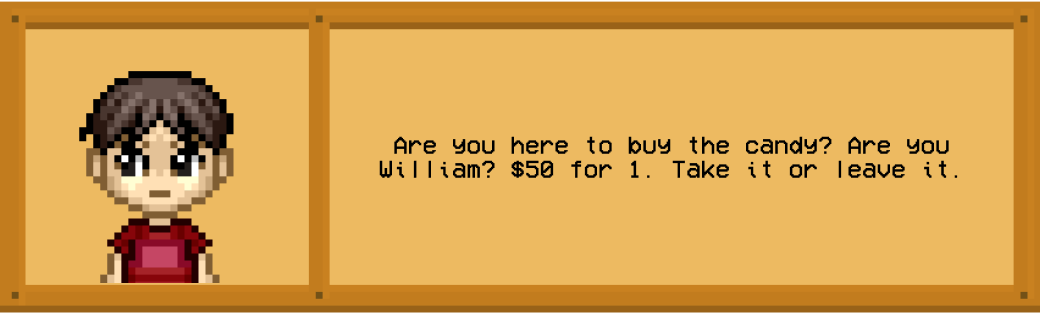 Are you here to buy the candy? Are you
William? $50 for 1. Take it or leave it.